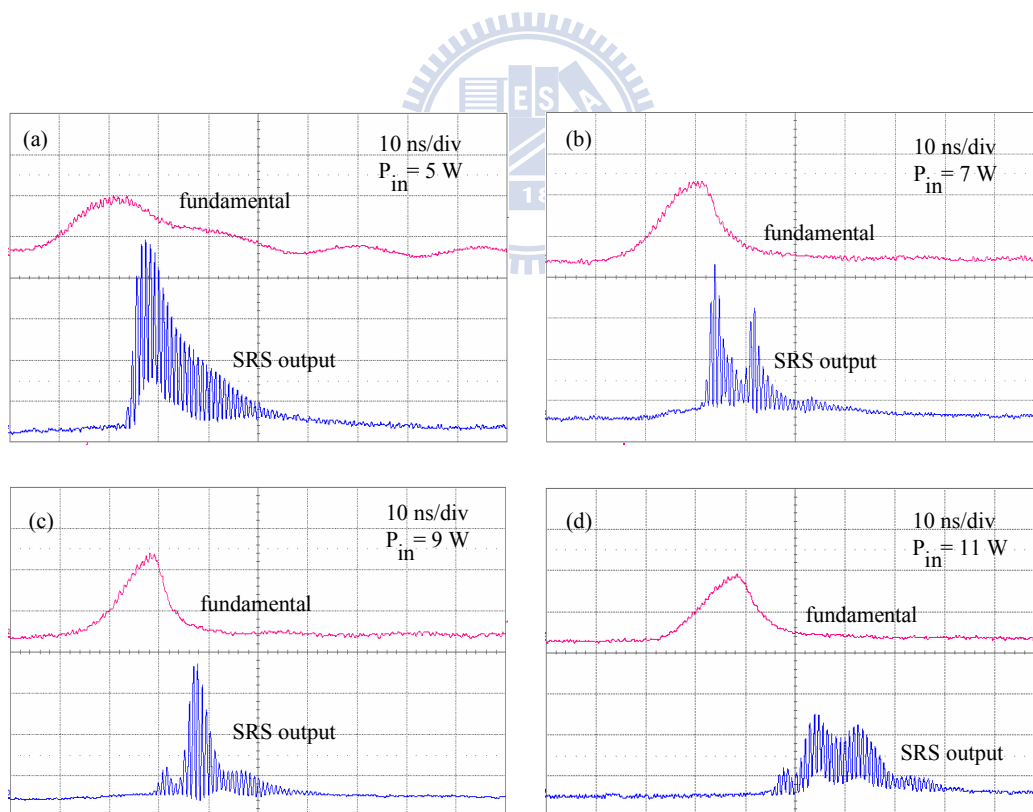 E S A
18
(a)
10 ns/div
P_in = 5 W
fundamental
SRS output
(b)
10 ns/div
P_in = 7 W
fundamental
SRS output
(c)
10 ns/div
P_in = 9 W
fundamental
SRS output
(d)
10 ns/div
P_in = 11 W
fundamental
SRS output